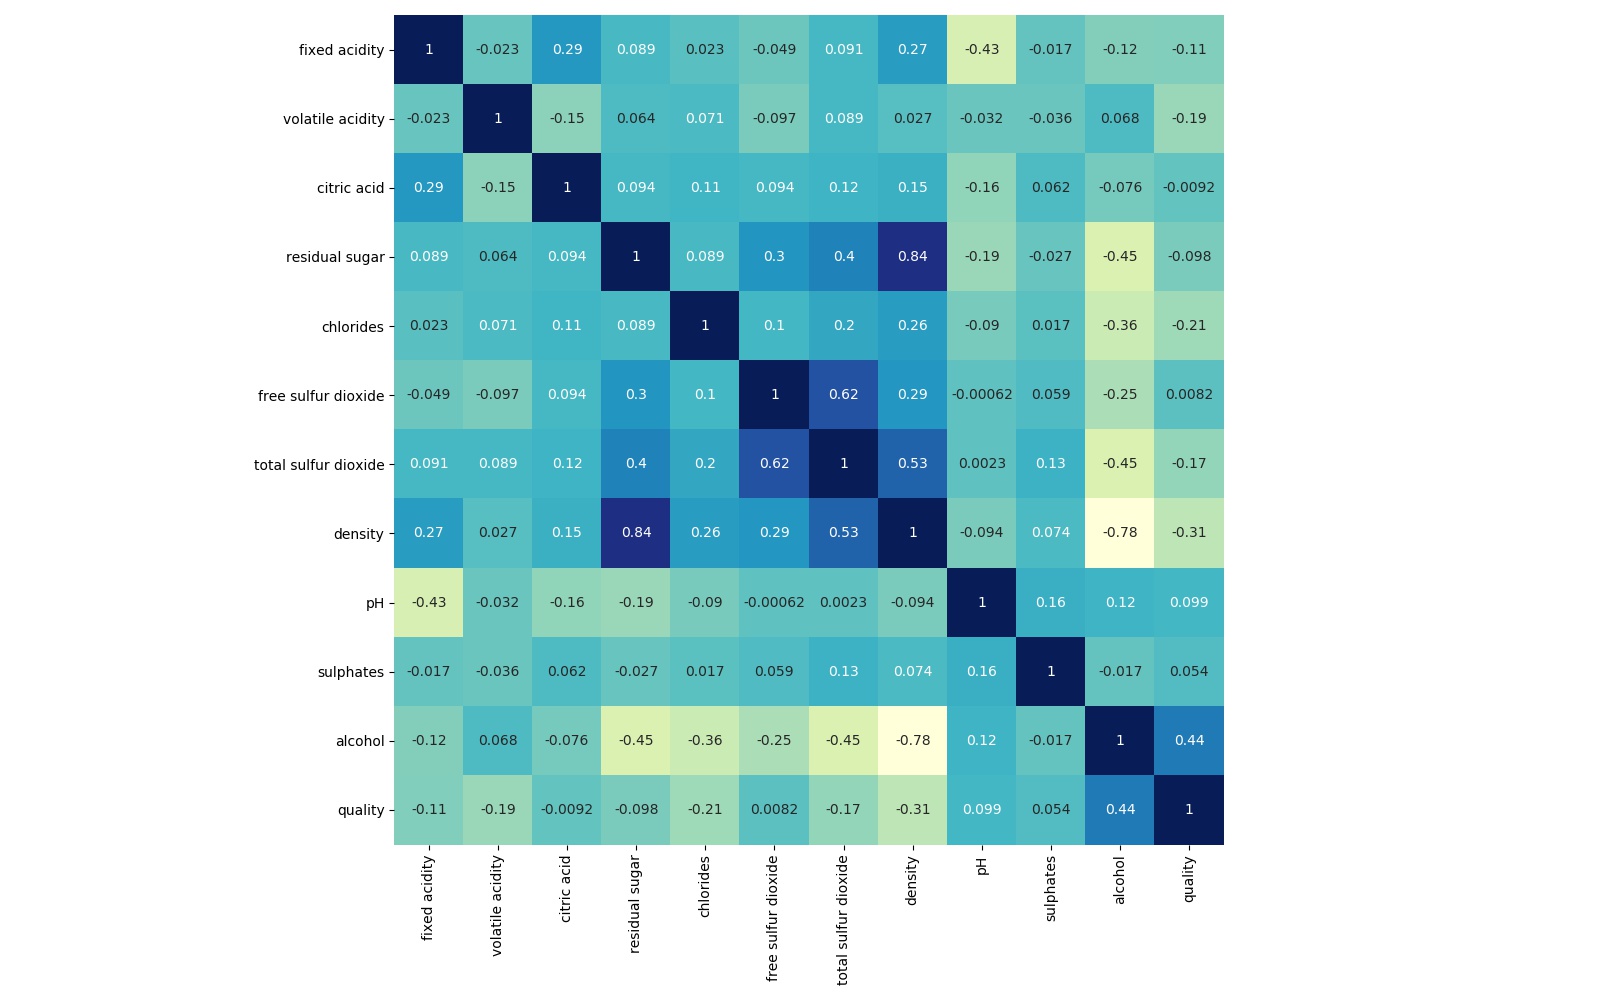 fixed acidity 1 -0.023 0.29 0.089 0.023 -0.049 0.091 0.27 -0.43 -0.017 -0.12 -0.11
volatile acidity -0.023 1 -0.15 0.064 0.071 -0.097 0.089 0.027 -0.032 -0.036 0.068 -0.19
citric acid 0.29 -0.15 1 0.094 0.11 0.094 0.12 0.15 -0.16 0.062 -0.076 -0.0092
residual sugar 0.089 0.064 0.094 1 0.089 0.3 0.4 0.84 -0.19 -0.027 -0.45 -0.098
chlorides 0.023 0.071 0.11 0.089 1 0.1 0.2 0.26 -0.09 0.017 -0.36 -0.21
free sulfur dioxide -0.049 -0.097 0.094 0.3 0.1 1 0.62 0.29 -0.00062 0.059 -0.25 0.0082
total sulfur dioxide 0.091 0.089 0.12 0.4 0.2 0.62 1 0.53 0.0023 0.13 -0.45 -0.17
density 0.27 0.027 0.15 0.84 0.26 0.29 0.53 1 -0.094 0.074 -0.78 -0.31
pH -0.43 -0.032 -0.16 -0.19 -0.09 -0.00062 0.0023 -0.094 1 0.16 0.12 0.099
sulphates -0.017 -0.036 0.062 -0.027 0.017 0.059 0.13 0.074 0.16 1 -0.017 0.054
alcohol -0.12 0.068 -0.076 -0.45 -0.36 -0.25 -0.45 -0.78 0.12 -0.017 1 0.44
quality -0.11 -0.19 -0.0092 -0.098 -0.21 0.0082 -0.17 -0.31 0.099 0.054 0.44 1
fixed acidity
volatile acidity
citric acid
residual sugar
chlorides
free sulfur dioxide
total sulfur dioxide
density
pH
sulphates
alcohol
quality